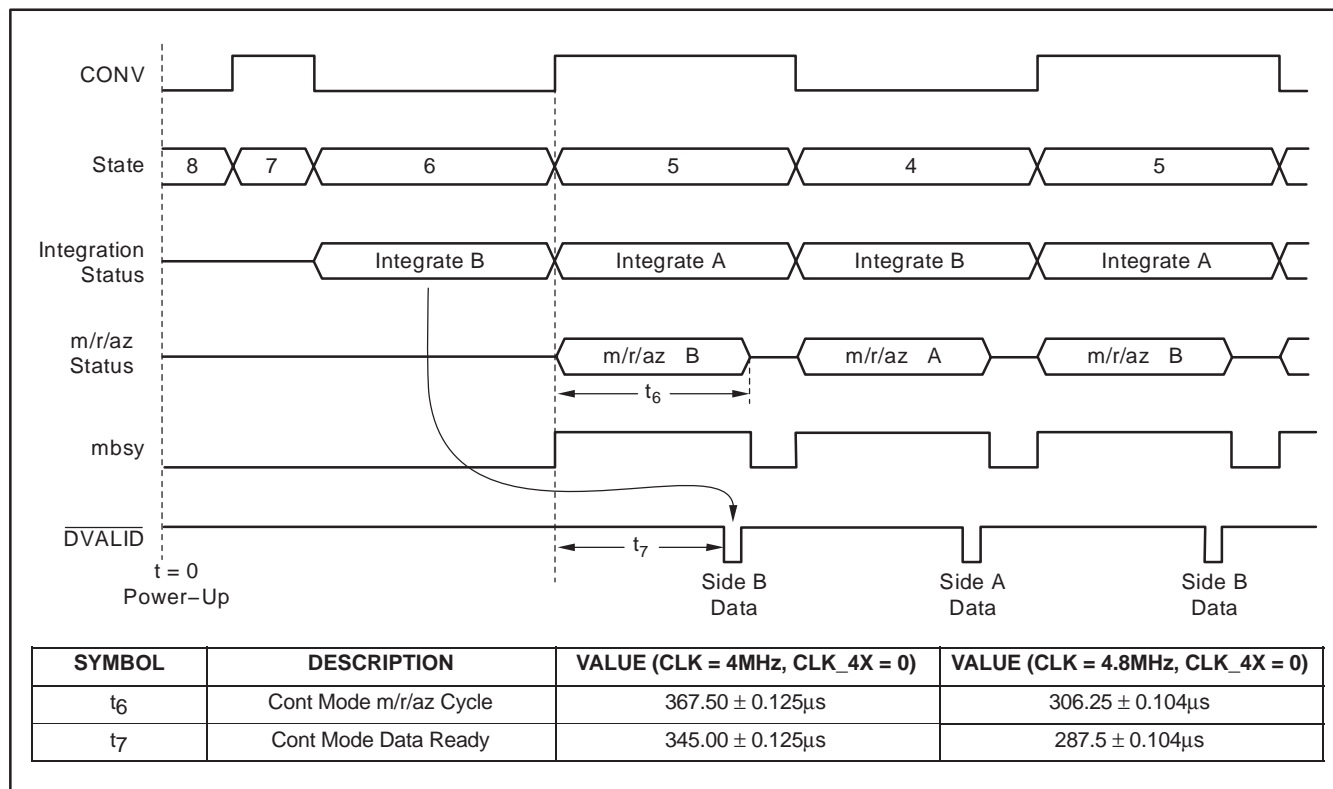 CONV
State
8 7 6 5 4 5
Integration
Status
Integrate B Integrate A Integrate B Integrate A
m/r/az
Status
m/r/az B m/r/az A m/r/az B
t6
mbsy
DVALID
t7
t = 0
Power−Up
Side B
Data
Side A
Data
Side B
Data
SYMBOL DESCRIPTION VALUE (CLK = 4MHz, CLK_4X = 0) VALUE (CLK = 4.8MHz, CLK_4X = 0)
t6 Cont Mode m/r/az Cycle 367.50 ± 0.125μs 306.25 ± 0.104μs
t7 Cont Mode Data Ready 345.00 ± 0.125μs 287.5 ± 0.104μs